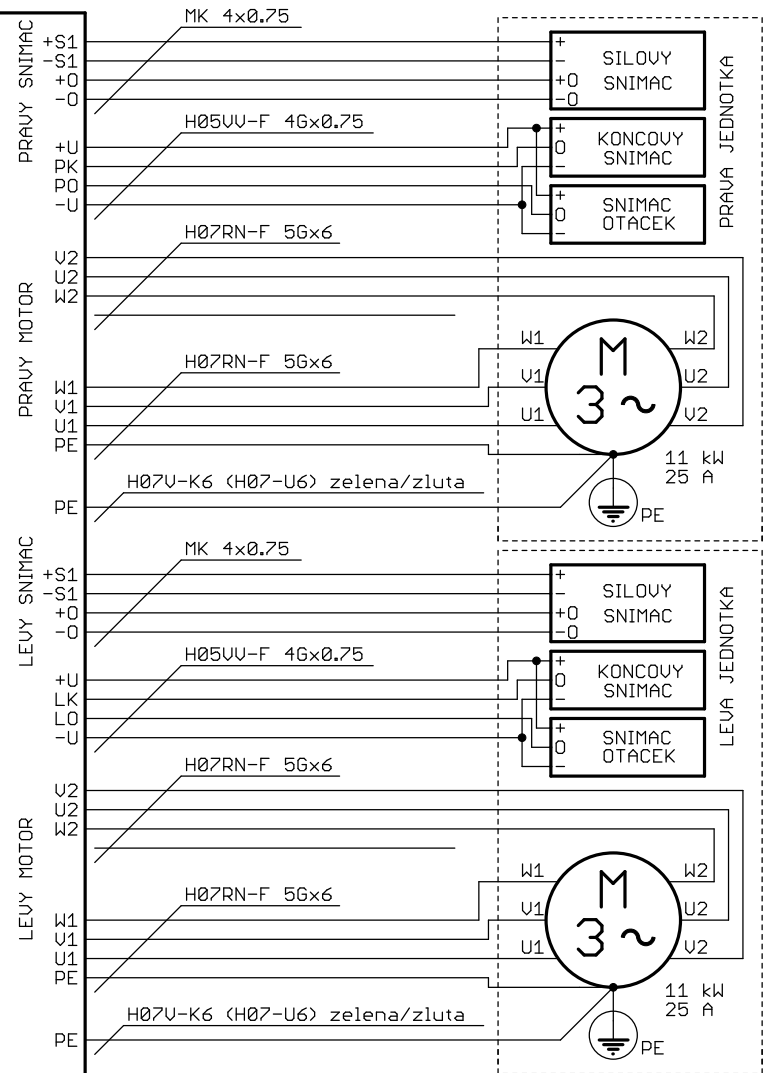 MK 4x0.75
PRAVY SNIMAC
+S1
-S1
+O
-O
+
-
+O
-O
SILOVY
SNIMAC
PRAVA JEDNOTKA
H05VV-F 4Gx0.75
+U
PK
PO
-U
+
O
-
KONCOVY
SNIMAC
+
O
-
SNIMAC
OTACEK
H07RN-F 5Gx6
PRAVY MOTOR
V2
U2
W2
H07RN-F 5Gx6
W1
V1
U1
PE
W1
V1
U1
M
3 ~
W2
U2
V2
11 kW
25 A
H07V-K6 (H07-U6) zelena/zluta
PE
PE
MK 4x0.75
LEVY SNIMAC
+S1
-S1
+O
-O
+
-
+O
-O
SILOVY
SNIMAC
LEVA JEDNOTKA
H05VV-F 4Gx0.75
+U
LK
LO
-U
+
O
-
KONCOVY
SNIMAC
+
O
-
SNIMAC
OTACEK
H07RN-F 5Gx6
LEVY MOTOR
V2
U2
W2
H07RN-F 5Gx6
W1
V1
U1
PE
W1
V1
U1
M
3 ~
W2
U2
V2
11 kW
25 A
H07V-K6 (H07-U6) zelena/zluta
PE
PE